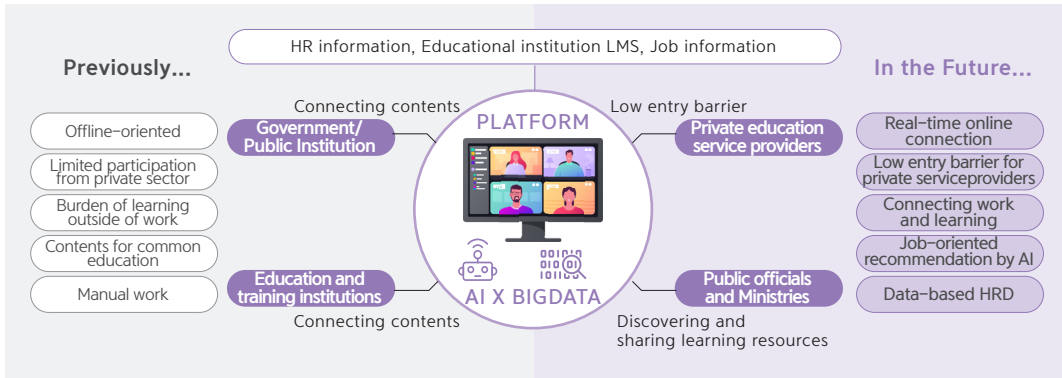 HR information, Educational institution LMS, Job information
Previously...
Offline-oriented
Limited participation
from private sector
Burden of learning
outside of work
Contents for common
education
Manual work
Connecting contents
Government/
Public Institution
Education and
training institutions
Connecting contents
PLATFORM
AI X BIGDATA
Low entry barrier
Private education
service providers
Public officials
and Ministries
Discovering and
sharing learning resources
In the Future...
Real-time online
connection
Low entry barrier for
private serviceproviders
Connecting work
and learning
Job-oriented
recommendation by AI
Data-based HRD